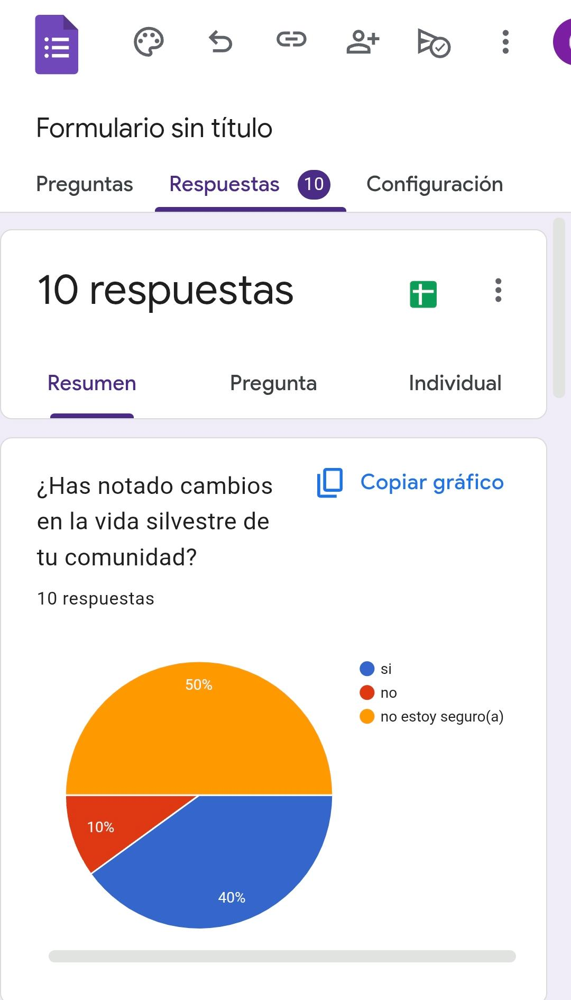 Formulario sin título
Preguntas Respuestas 10 Configuración
10 respuestas
Resumen Pregunta Individual
¿Has notado cambios
en la vida silvestre de
tu comunidad?
Copiar gráfico
10 respuestas
50%
10%
40%
si
no
no estoy seguro(a)